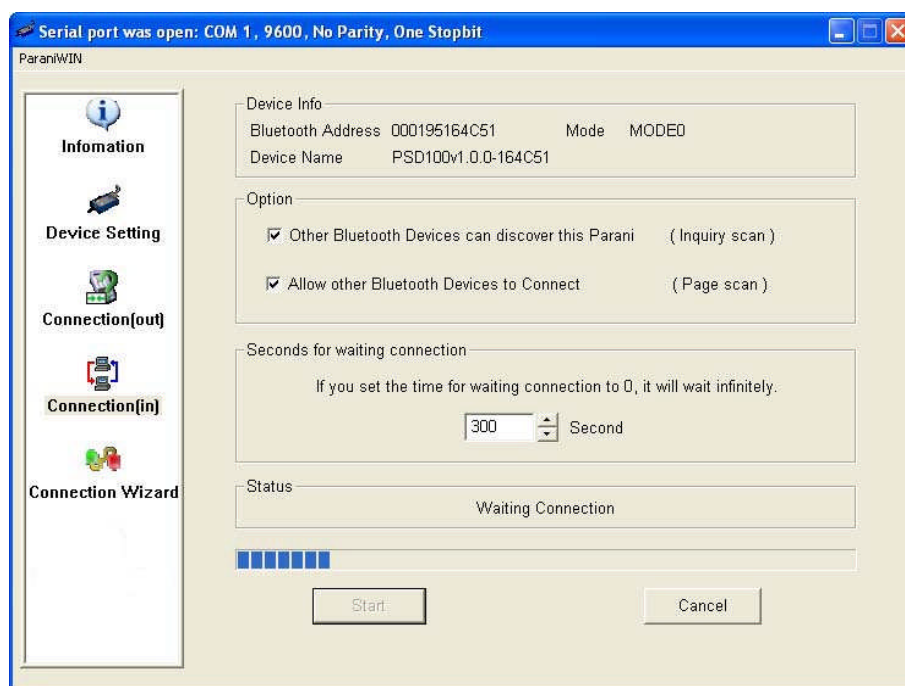 Serial port was open: COM 1, 9600, No Parity, One Stopbit
ParaniWIN
Infomation
Device Setting
Connection(out)
Connection(in)
Connection Wizard
Device Info
Bluetooth Address 000195164C51 Mode MODE0
Device Name PSD100v1.0.0-164C51
Option
Other Bluetooth Devices can discover this Parani ( Inquiry scan )
Allow other Bluetooth Devices to Connect ( Page scan )
Seconds for waiting connection
If you set the time for waiting connection to 0, it will wait infinitely.
300 Second
Status
Waiting Connection
Start Cancel